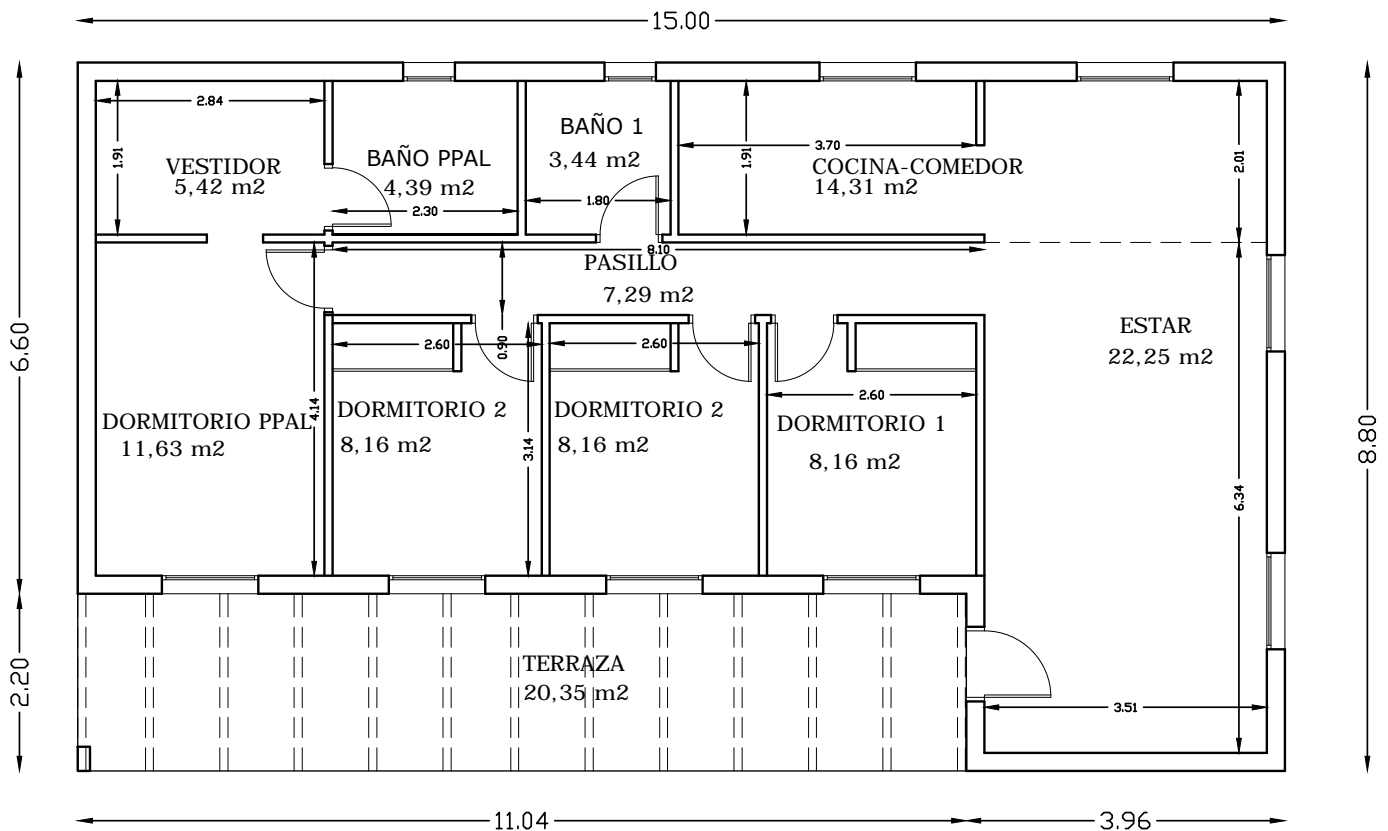 15.00
2.84
1.91
VESTIDOR
5,42 m2
BAÑO PPAL
4,39 m2
2.30
BAÑO 1
3,44 m2
1.80
1.91
3.70
COCINA-COMEDOR
14,31 m2
2.01
8.10
PASILLO
7,29 m2
0.90
ESTAR
22,25 m2
6.34
3.51
DORMITORIO PPAL
11,63 m2
4.14
2.60
DORMITORIO 2
8,16 m2
3.14
2.60
DORMITORIO 2
8,16 m2
2.60
DORMITORIO 1
8,16 m2
TERRAZA
20,35 m2
6.60
2.20
8.80
11.04
3.96